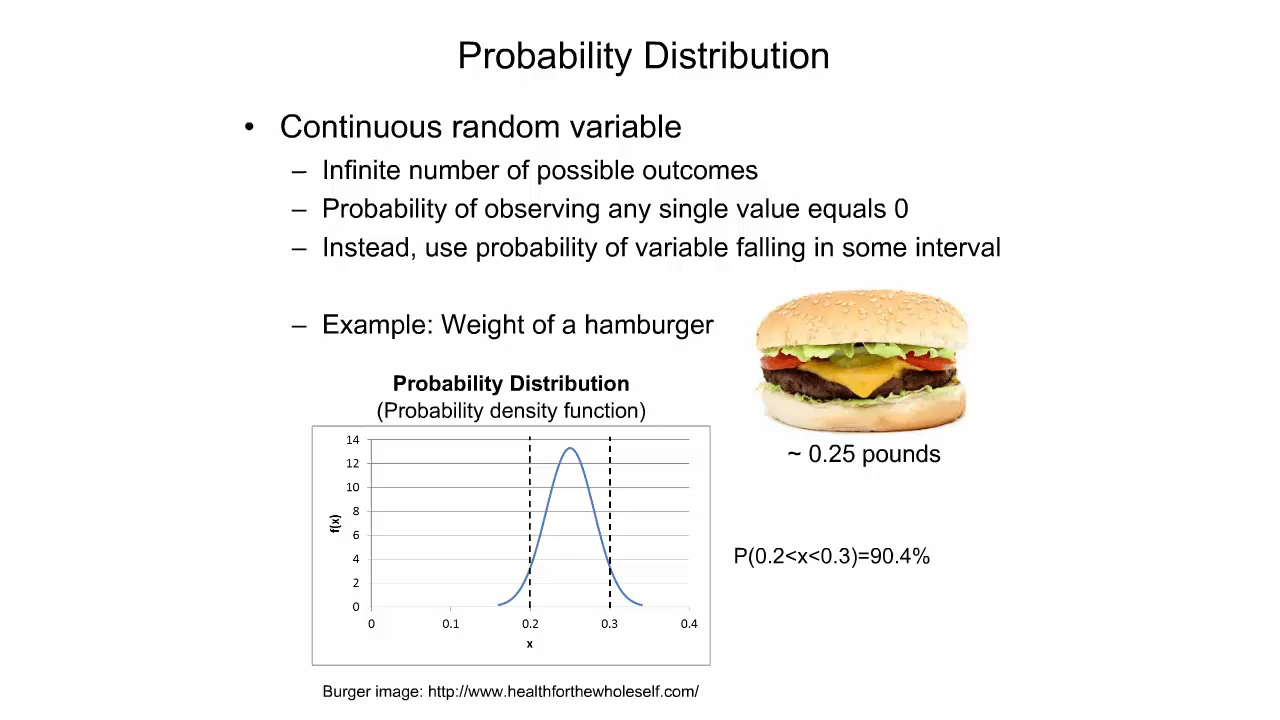 Probability Distribution
• Continuous random variable
– Infinite number of possible outcomes
– Probability of observing any single value equals 0
– Instead, use probability of variable falling in some interval
– Example: Weight of a hamburger
Probability Distribution
(Probability density function)
14
12
10
8
6
4
2
0
f(x)
0 0.1 0.2 0.3 0.4
x
~ 0.25 pounds
P(0.2<x<0.3)=90.4%
Burger image: http://www.healthforthewholeself.com/